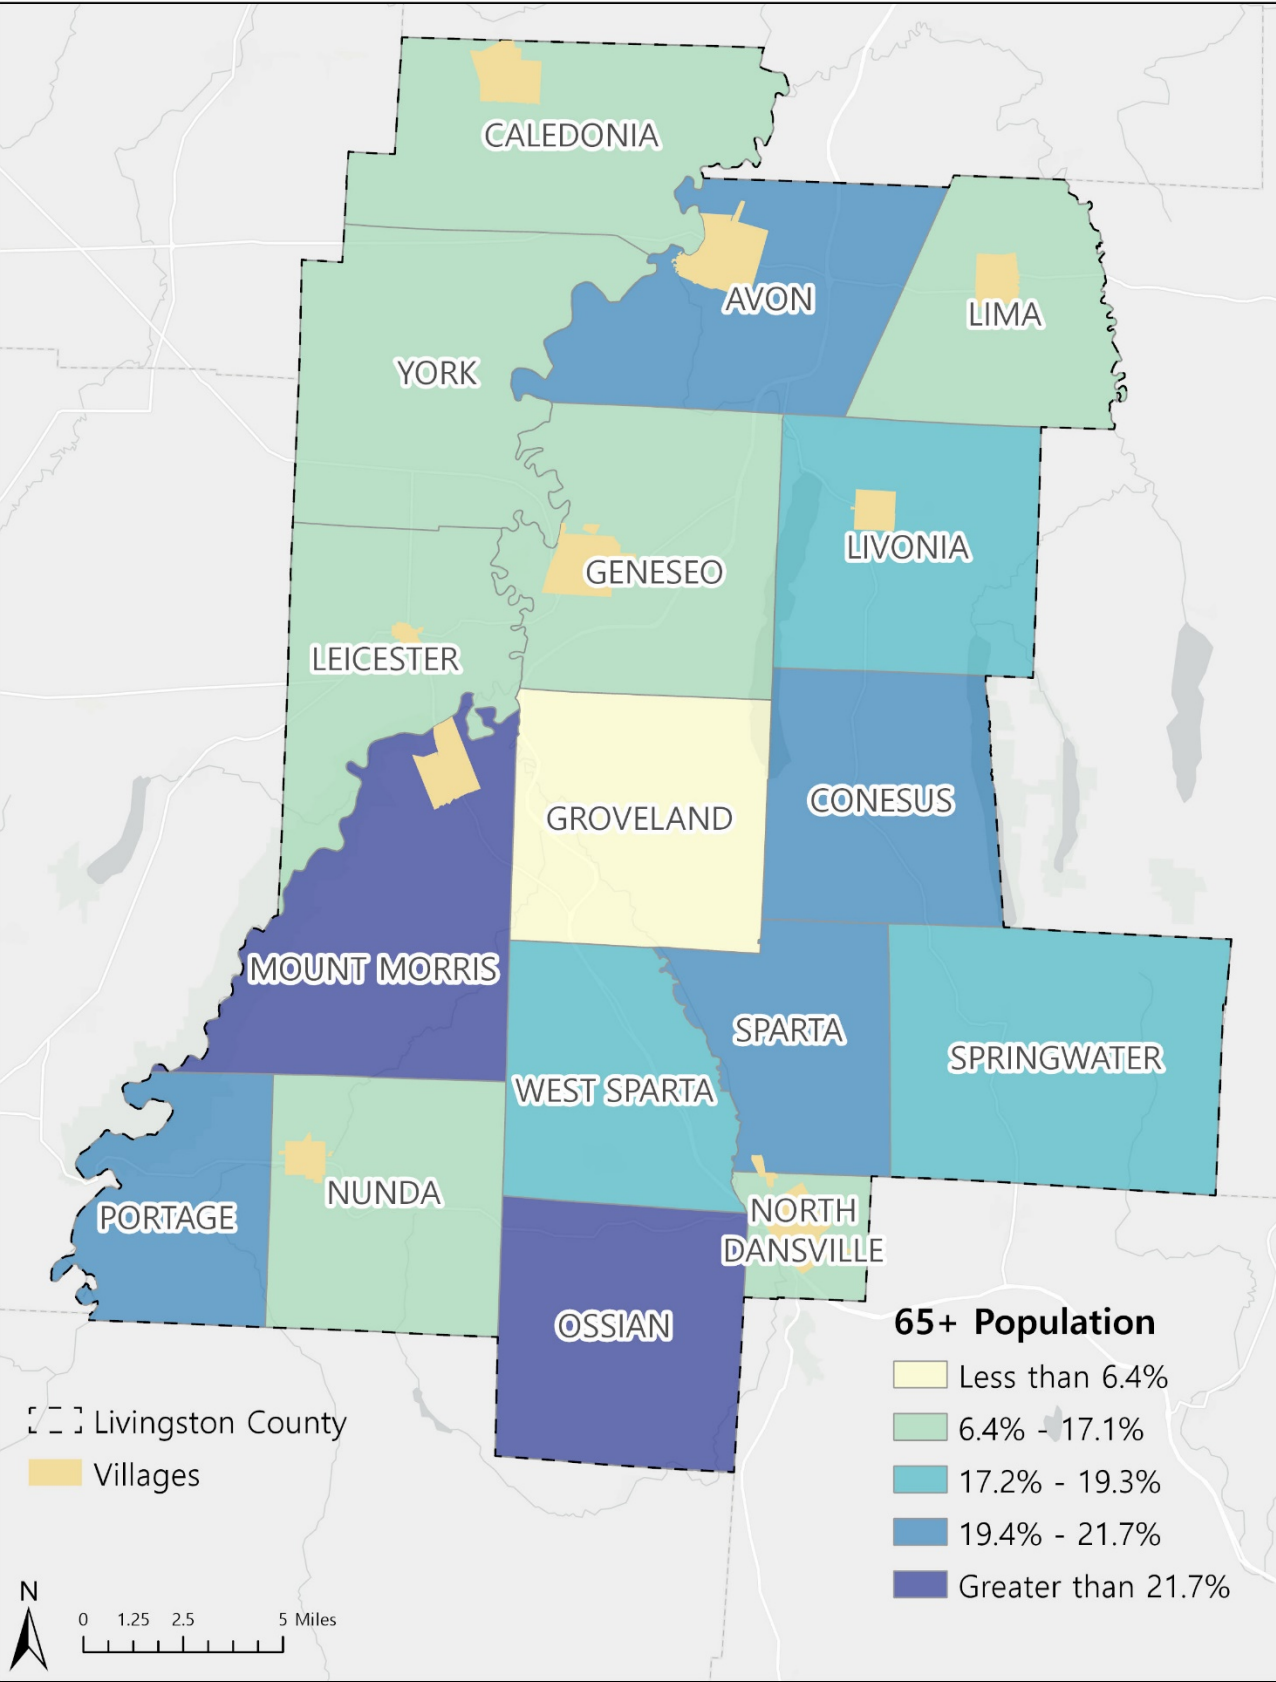 CALEDONIA
AVON
LIMA
YORK
LIVONIA
GENESEO
LEICESTER
CONESUS
GROVELAND
MOUNT MORRIS
SPARTA
SPRINGWATER
WEST SPARTA
NUNDA
PORTAGE
NORTH
DANSVILLE
OSSIAN
65+ Population
Less than 6.4%
6.4% - 17.1%
17.2% - 19.3%
19.4% - 21.7%
Greater than 21.7%
Livingston County
Villages
N
0 1.25 2.5 5 Miles